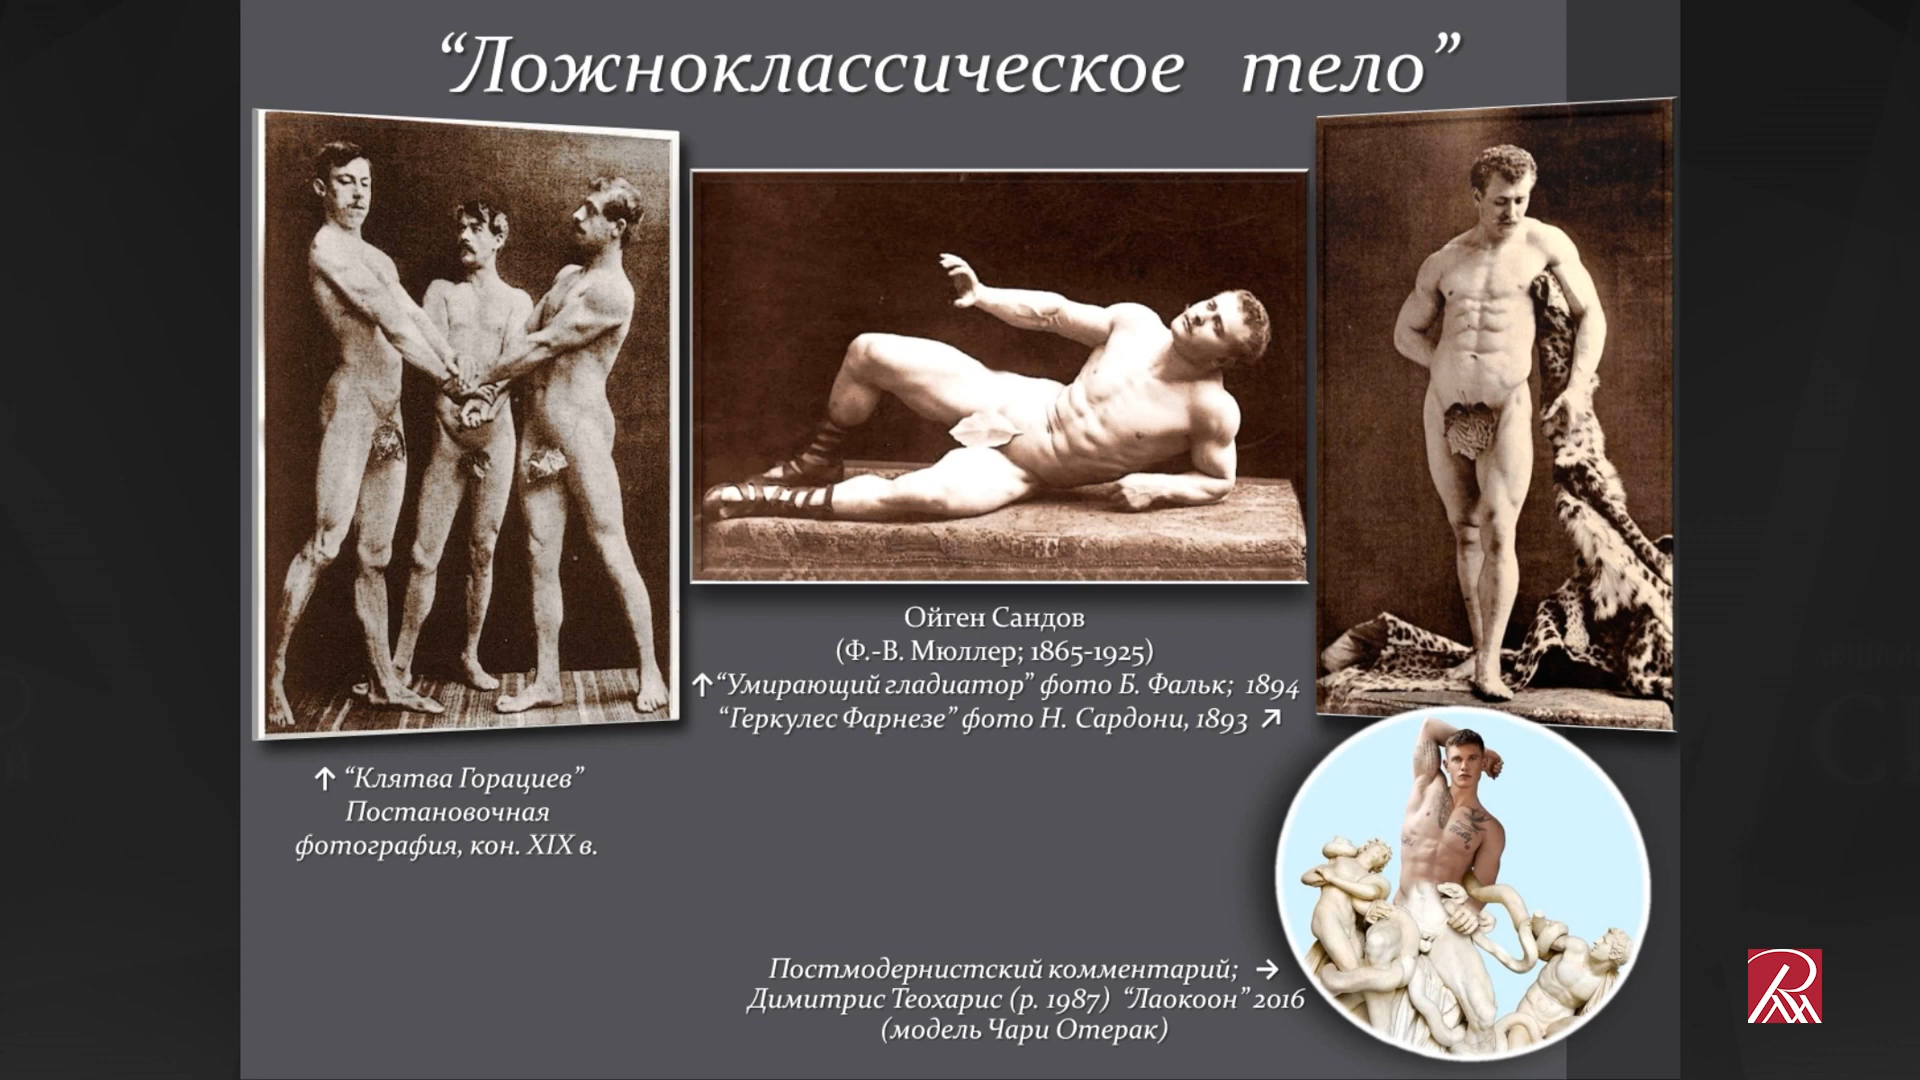 “Ложноклассическое тело”
Ойген Сандов
(Ф.-В. Мюллер; 1865-1925)
↑“Умирающий гладиатор” фото Б. Фальк; 1894
“Геркулес Фарнезе” фото Н. Сардони, 1893 ↗
↑ “Клятва Горациев”
Постановочная
фотография, кон. XIX в.
Постмодернистский комментарий; →
Димитрис Теохарис (р. 1987) “Лаокоон” 2016
(модель Чари Отерак)